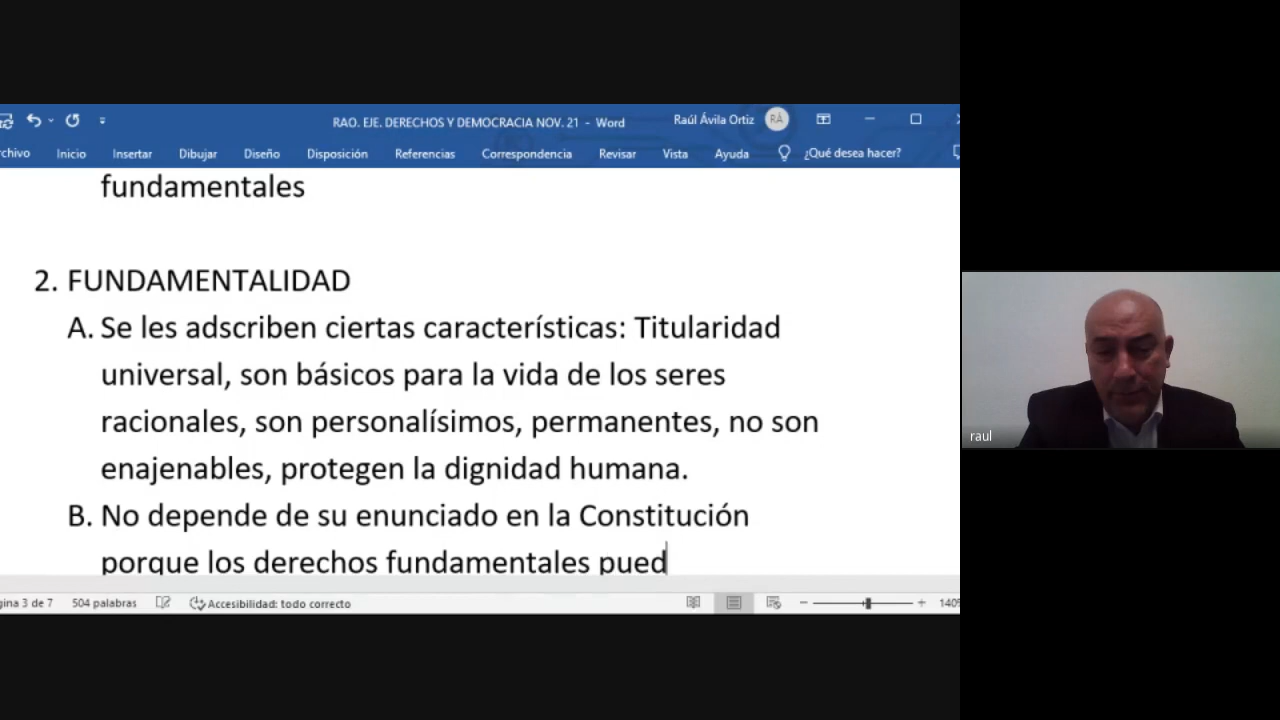 RAO. EJE. DERECHOS Y DEMOCRACIA NOV. 21 - Word Raúl Ávila Ortiz RÁ
rchivo Inicio Insertar Dibujar Diseño Disposición Referencias Correspondencia Revisar Vista Ayuda ¿Qué desea hacer?
fundamentales
2. FUNDAMENTALIDAD
A. Se les adscriben ciertas características: Titularidad
universal, son básicos para la vida de los seres
racionales, son personalísimos, permanentes, no son
enajenables, protegen la dignidad humana.
B. No depende de su enunciado en la Constitución
porque los derechos fundamentales pued
raul
gina 3 de 7 504 palabras Accesibilidad: todo correcto 140%